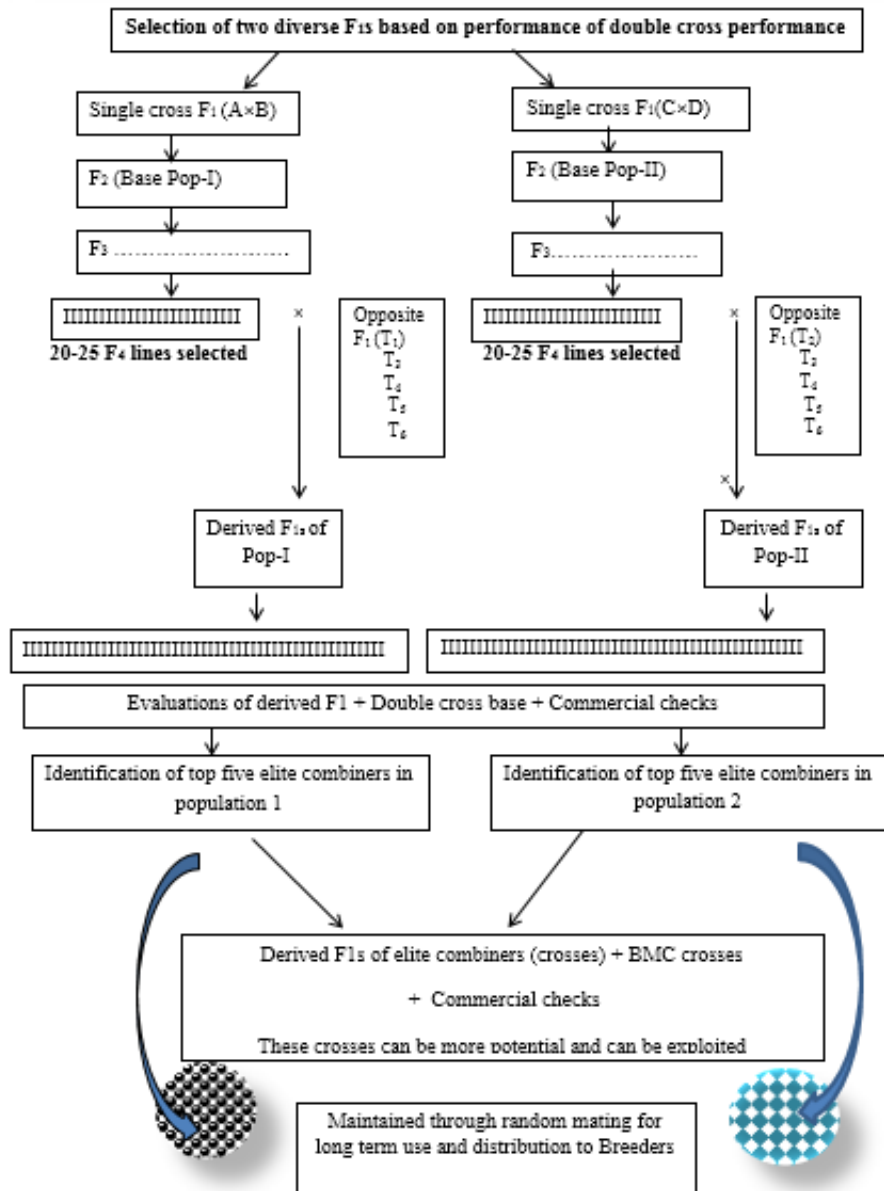 Selection of two diverse F₁s based on performance of double cross performance
Single cross F₁ (A×B)
Single cross F₁(C×D)
F₂ (Base Pop-I)
F₂ (Base Pop-II)
F₃ ……………………………
F₃…………………………
IIIIIIIIIIIIIIIIIIIIIIIII
×
Opposite
F₁ (T₁)
T₃
T₄
T₅
T₆
20-25 F₄ lines selected
IIIIIIIIIIIIIIIIIIIIIIIII
×
Opposite
F₁ (T₂)
T₃
T₄
T₅
T₆
20-25 F₄ lines selected
×
Derived F₁s of
Pop-I
Derived F₁s of
Pop-II
IIIIIIIIIIIIIIIIIIIIIIIIIIIIIIIIIIIIIIIIIIIIIIIIII
IIIIIIIIIIIIIIIIIIIIIIIIIIIIIIIIIIIIIIIIIIIIIIIIII
Evaluations of derived F1 + Double cross base + Commercial checks
Identification of top five elite combiners in
population 1
Identification of top five elite combiners in
population 2
Derived F1s of elite combiners (crosses) + BMC crosses
+ Commercial checks
These crosses can be more potential and can be exploited
Maintained through random mating for
long term use and distribution to Breeders